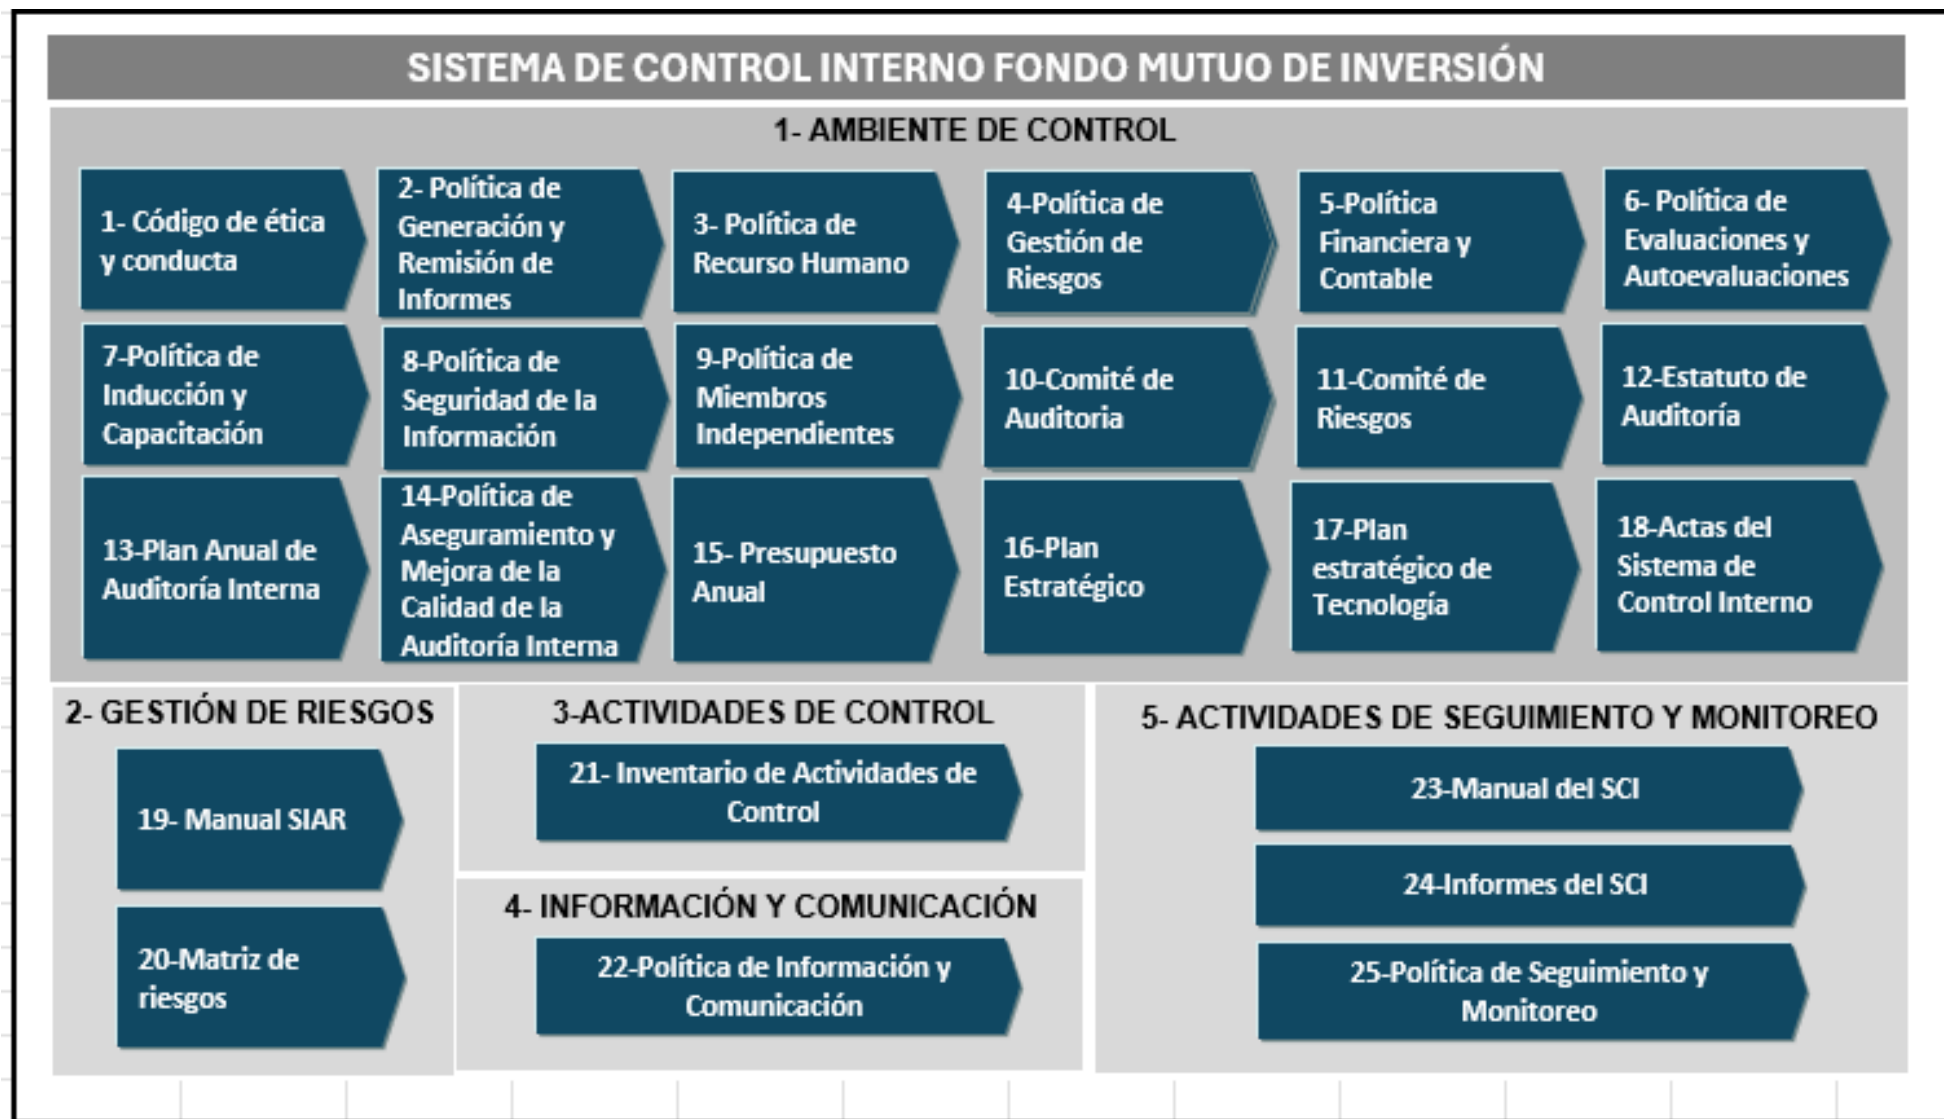 SISTEMA DE CONTROL INTERNO FONDO MUTUO DE INVERSIÓN
1- AMBIENTE DE CONTROL
1- Código de ética
y conducta
2- Política de
Generación y
Remisión de
Informes
3- Política de
Recurso Humano
4-Política de
Gestión de
Riesgos
5-Política
Financiera y
Contable
6- Política de
Evaluaciones y
Autoevaluaciones
7-Política de
Inducción y
Capacitación
8-Política de
Seguridad de la
Información
9-Política de
Miembros
Independientes
10-Comité de
Auditoria
11-Comité de
Riesgos
12-Estatuto de
Auditoría
13-Plan Anual de
Auditoría Interna
14-Política de
Aseguramiento y
Mejora de la
Calidad de la
Auditoría Interna
15- Presupuesto
Anual
16-Plan
Estratégico
17-Plan
estratégico de
Tecnología
18-Actas del
Sistema de
Control Interno
2- GESTIÓN DE RIESGOS
19- Manual SIAR
20-Matriz de
riesgos
3-ACTIVIDADES DE CONTROL
21- Inventario de Actividades de
Control
4- INFORMACIÓN Y COMUNICACIÓN
22-Política de Información y
Comunicación
5- ACTIVIDADES DE SEGUIMIENTO Y MONITOREO
23-Manual del SCI
24-Informes del SCI
25-Política de Seguimiento y
Monitoreo